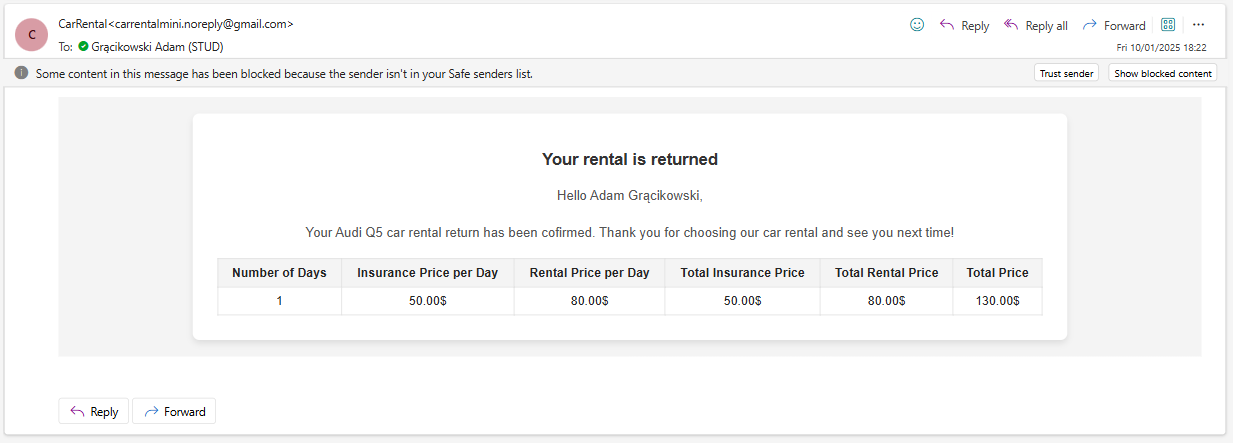 CarRental<carrentalmini.noreply@gmail.com>
C
Reply
Reply all
Forward
To: Grącikowski Adam (STUD)
Fri 10/01/2025 18:22
Some content in this message has been blocked because the sender isn't in your Safe senders list.
Trust sender
Show blocked content
Your rental is returned
Hello Adam Grącikowski,
Your Audi Q5 car rental return has been cofirmed. Thank you for choosing our car rental and see you next time!
Number of Days Insurance Price per Day Rental Price per Day Total Insurance Price Total Rental Price Total Price
1 50.00$ 80.00$ 50.00$ 80.00$ 130.00$
Reply
Forward